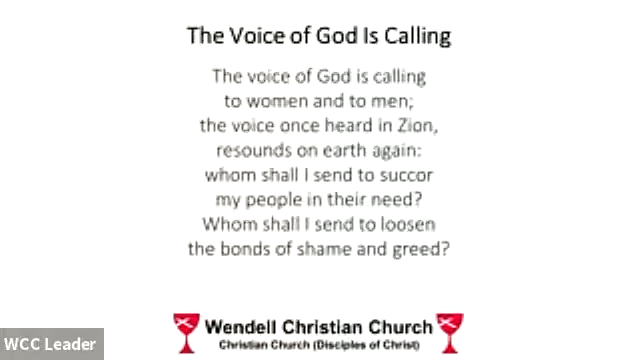 The Voice of God Is Calling
The voice of God is calling
to women and to men;
the voice once heard in Zion,
resounds on earth again:
whom shall I send to succor
my people in their need?
Whom shall I send to loosen
the bonds of shame and greed?
Wendell Christian Church
Christian Church (Disciples of Christ)
WCC Leader